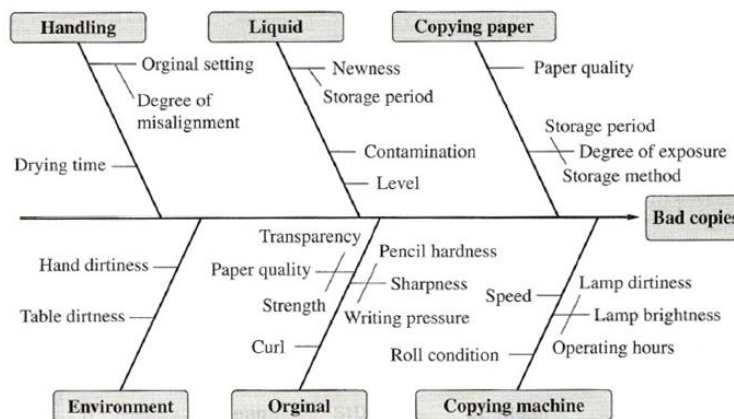 Handling
Liquid
Copying paper
Orginal setting
Degree of
misalignment
Drying time
Newness
Storage period
Contamination
Level
Paper quality
Storage period
Degree of exposure
Storage method
Bad copies
Hand dirtiness
Table dirtness
Transparency
Paper quality
Strength
Curl
Pencil hardness
Sharpness
Writing pressure
Speed
Roll condition
Lamp dirtiness
Lamp brightness
Operating hours
Environment
Orginal
Copying machine